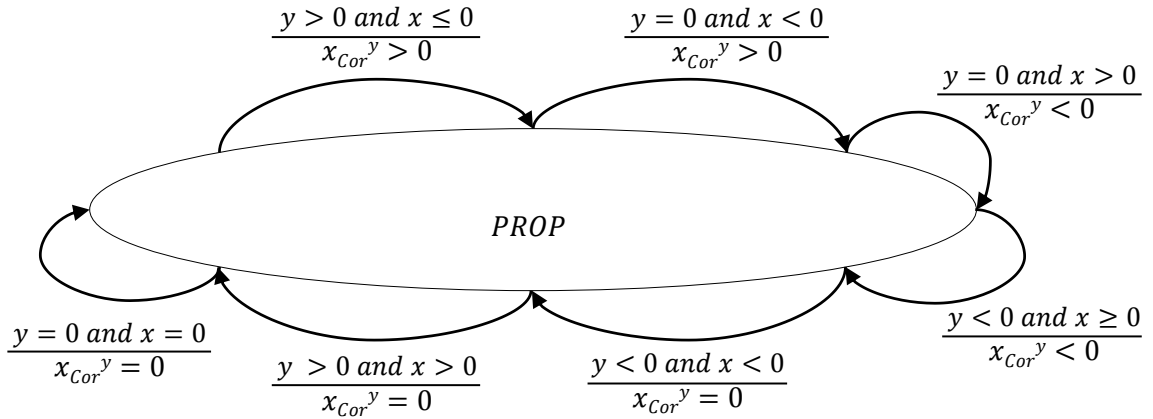 y > 0 and x ≤ 0
x_Cor^y > 0
y = 0 and x < 0
x_Cor^y > 0
y = 0 and x > 0
x_Cor^y < 0
PROP
y = 0 and x = 0
x_Cor^y = 0
y > 0 and x > 0
x_Cor^y = 0
y < 0 and x < 0
x_Cor^y = 0
y < 0 and x ≥ 0
x_Cor^y < 0